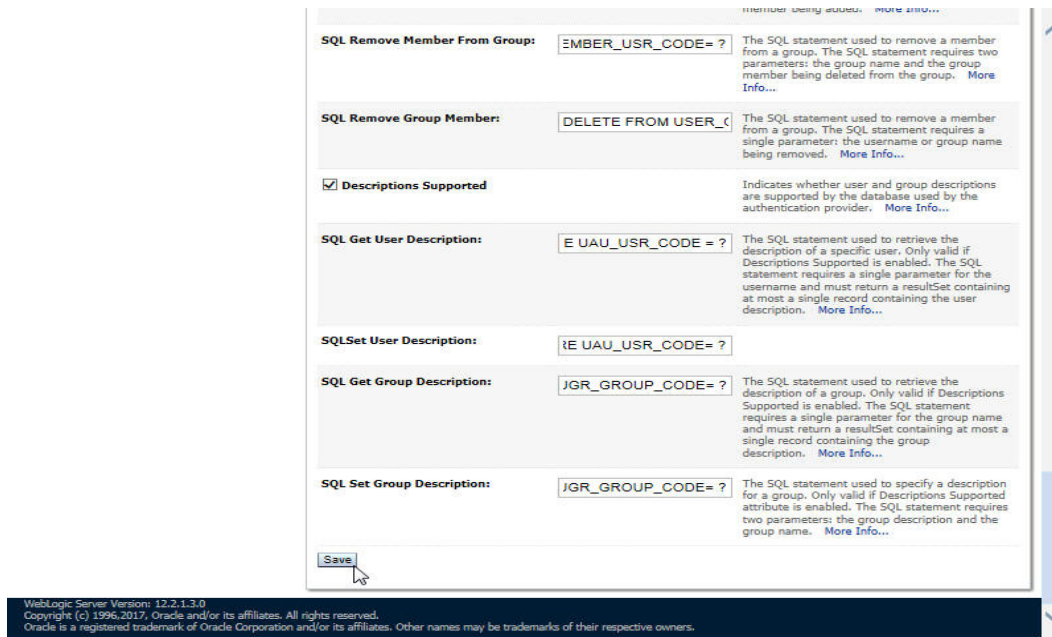 member being added. More Info...
SQL Remove Member From Group:
EMBER_USR_CODE= ?
The SQL statement used to remove a member
from a group. The SQL statement requires two
parameters: the group name and the group
member being deleted from the group. More
Info...
SQL Remove Group Member:
DELETE FROM USER_
The SQL statement used to remove a member
from a group. The SQL statement requires a
single parameter: the username or group name
being removed. More Info...
Descriptions Supported
Indicates whether user and group descriptions
are supported by the database used by the
authentication provider. More Info...
SQL Get User Description:
E UAU_USR_CODE = ?
The SQL statement used to retrieve the
description of a specific user. Only valid if
Descriptions Supported is enabled. The SQL
statement requires a single parameter for the
username and must return a resultSet containing
at most a single record containing the user
description. More Info...
SQLSet User Description:
RE UAU_USR_CODE= ?
SQL Get Group Description:
JGR_GROUP_CODE= ?
The SQL statement used to retrieve the
description of a group. Only valid if Descriptions
Supported is enabled. The SQL statement
requires a single parameter for the group name
and must return a resultSet containing at most a
single record containing the group
description. More Info...
SQL Set Group Description:
JGR_GROUP_CODE= ?
The SQL statement used to specify a description
for a group. Only valid if Descriptions Supported
attribute is enabled. The SQL statement requires
two parameters: the group description and the
group name. More Info...
Save
WebLogic Server Version: 12.2.1.3.0
Copyright (c) 1996,2017, Oracle and/or its affiliates. All rights reserved.
Oracle is a registered trademark of Oracle Corporation and/or its affiliates. Other names may be trademarks of their respective owners.